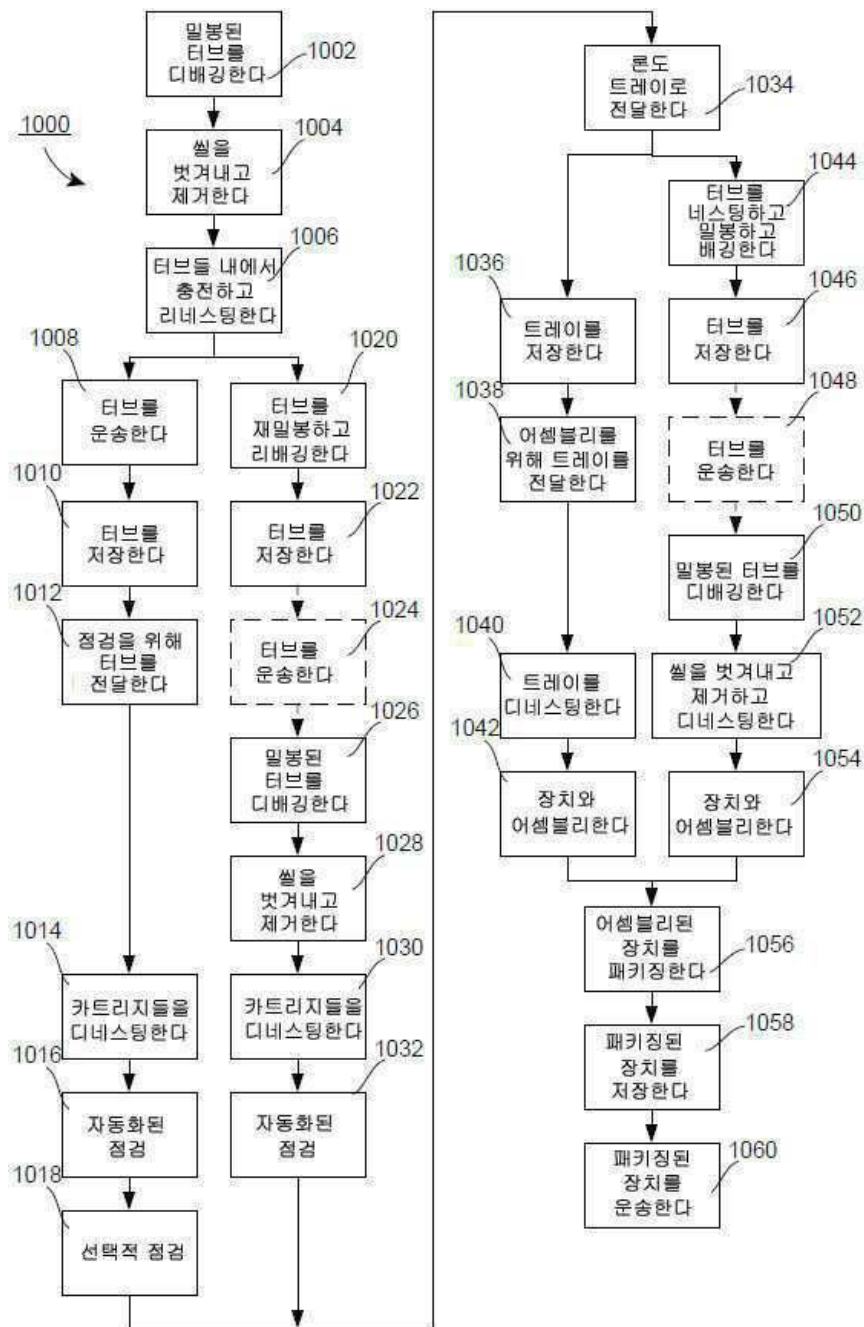 1000
밀봉된
터브를
디배깅한다
1002
씰을
벗겨내고
제거한다
1004
터브들 내에서
충전하고
리네스팅한다
1006
1008
터브를
운송한다
1010
터브를
저장한다
1012
점검을 위해
터브를
전달한다
1014
카트리지들을
디네스팅한다
1016
자동화된
점검
1018
선택적 점검
1020
터브를
재밀봉하고
리배깅한다
1022
터브를
저장한다
1024
터브를
운송한다
1026
밀봉된
터브를
디배깅한다
1028
씰을
벗겨내고
제거한다
1030
카트리지들을
디네스팅한다
1032
자동화된
점검
론도
트레이로
전달한다
1034
1036
트레이를
저장한다
1038
어셈블리를
위해 트레이를
전달한다
1040
트레이를
디네스팅한다
1042
장치와
어셈블리한다
1044
터브를
네스팅하고
밀봉하고
배깅한다
1046
터브를
저장한다
1048
터브를
운송한다
1050
밀봉된 터브를
디배깅한다
1052
씰을 벗겨내고
제거하고
디네스팅한다
1054
장치와
어셈블리한다
어셈블리된
장치를
패키징한다
1056
패키징된
장치를
저장한다
1058
패키징된
장치를
운송한다
1060